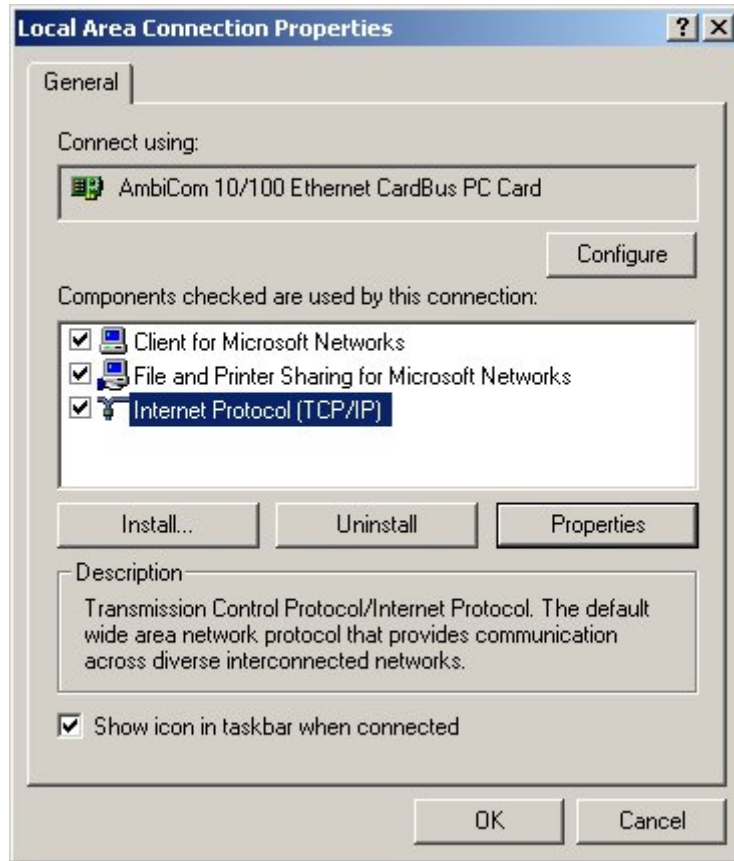 Local Area Connection Properties
?
General
Connect using:
AmbiCom 10/100 Ethernet CardBus PC Card
Configure
Components checked are used by this connection:
Client for Microsoft Networks
File and Printer Sharing for Microsoft Networks
Internet Protocol (TCP/IP)
Install...
Uninstall
Properties
Description
Transmission Control Protocol/Internet Protocol. The default
wide area network protocol that provides communication
across diverse interconnected networks.
Show icon in taskbar when connected
OK
Cancel